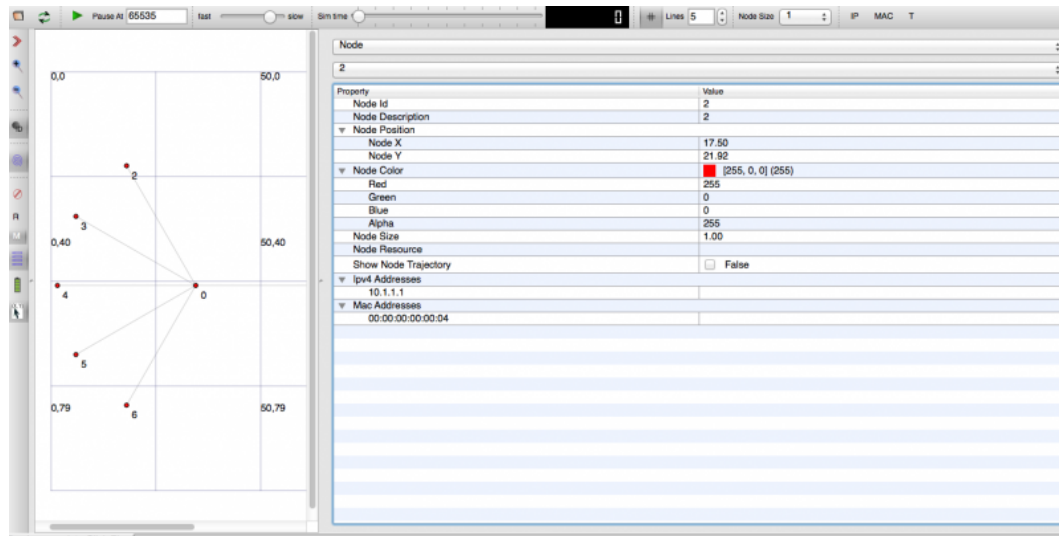 Pause At 65535 fast slow Sim time 0 Lines 5 Node Size 1 IP MAC T
Node
2
0,0 50,0
2
3
0,40 50,40
4 0
5
0,79 50,79
6
Property Value
Node Id 2
Node Description 2
Node Position
Node X 17.50
Node Y 21.92
Node Color [255, 0, 0] (255)
Red 255
Green 0
Blue 0
Alpha 255
Node Size 1.00
Node Resource
Show Node Trajectory False
Ipv4 Addresses
10.1.1.1
Mac Addresses
00:00:00:00:00:04
A
M